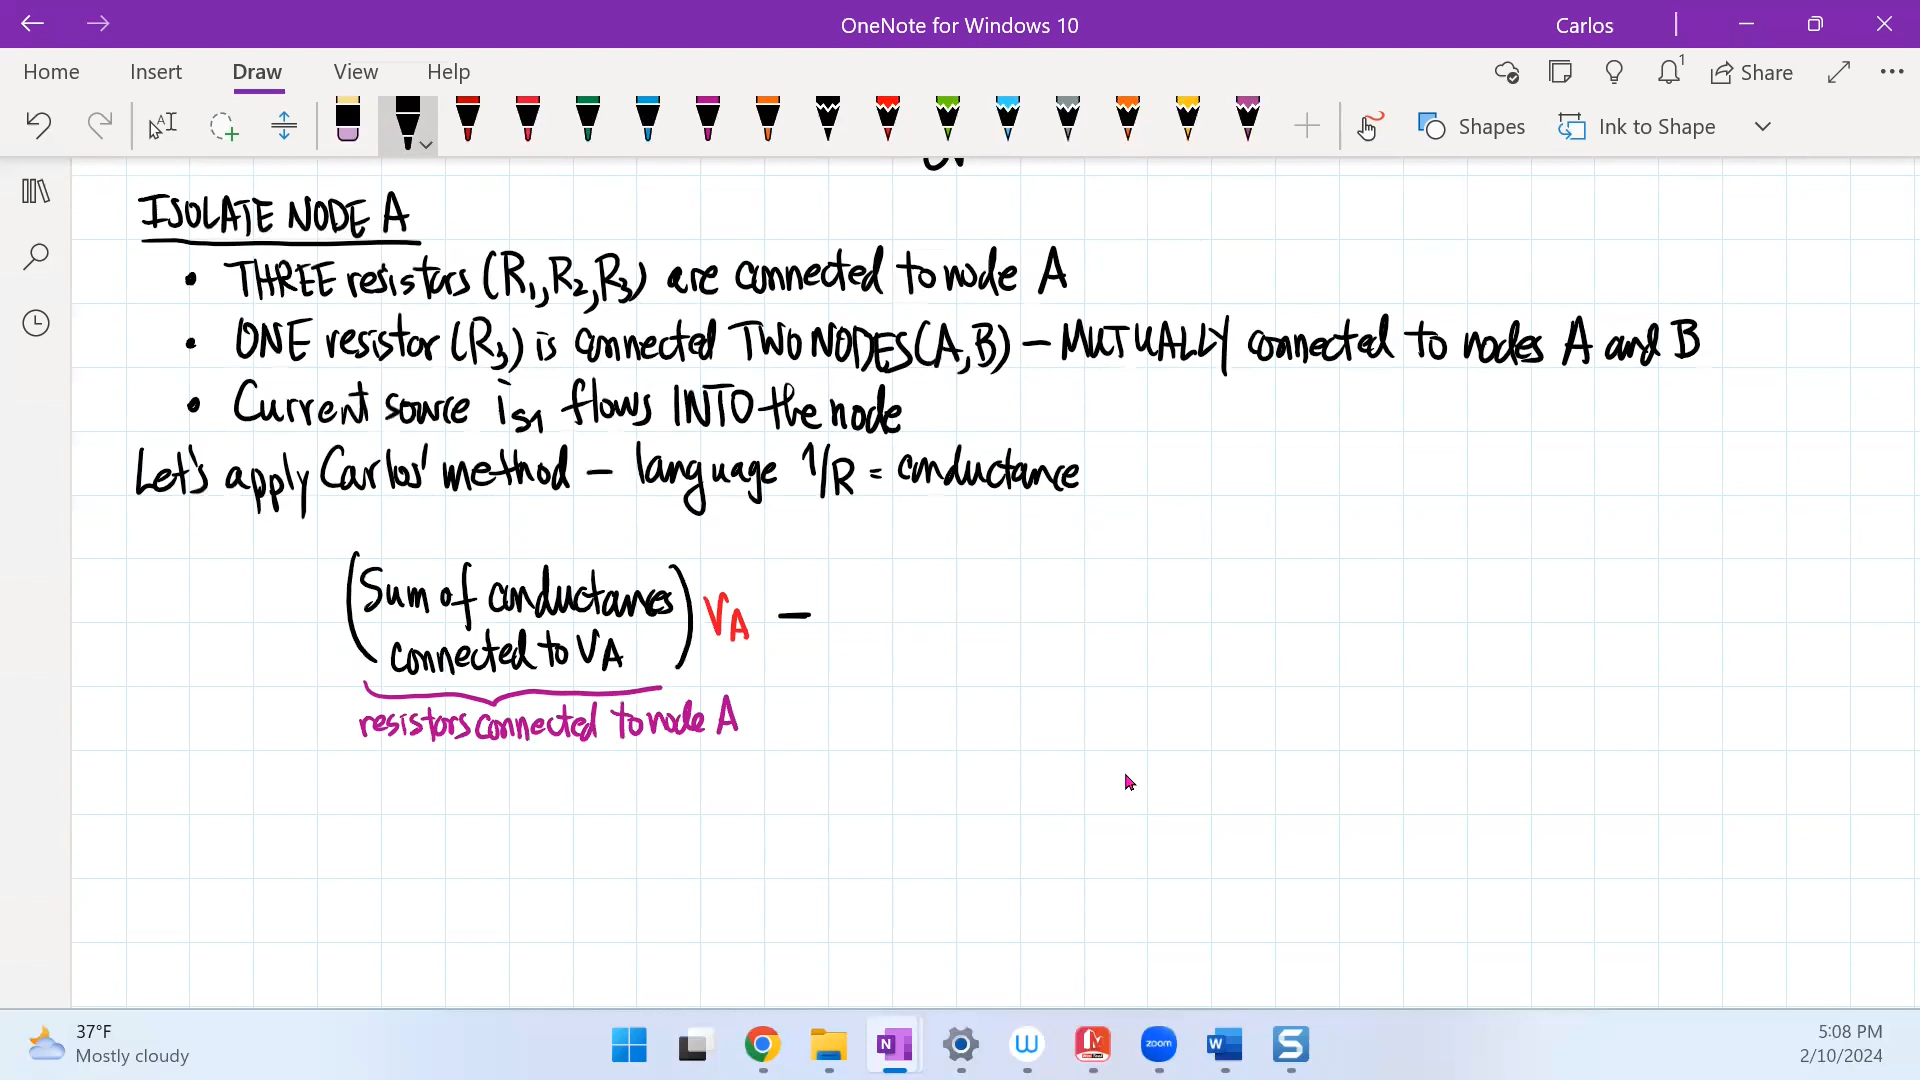 OneNote for Windows 10
Carlos
Home Insert Draw View Help
1
Share
Shapes
Ink to Shape
ISOLATE NODE A
• THREE resistors (R1, R2, R3) are connected to node A
• ONE resistor (R3) is connected TWO NODES (A,B) – MUTUALLY connected to nodes A and B
• Current source is1 flows INTO the node
Let's apply Carlos' method – language 1/R = conductance
(Sum of conductances
connected to VA) VA –
resistors connected to node A
37°F
Mostly cloudy
N
zoom
W
S
5:08 PM
2/10/2024